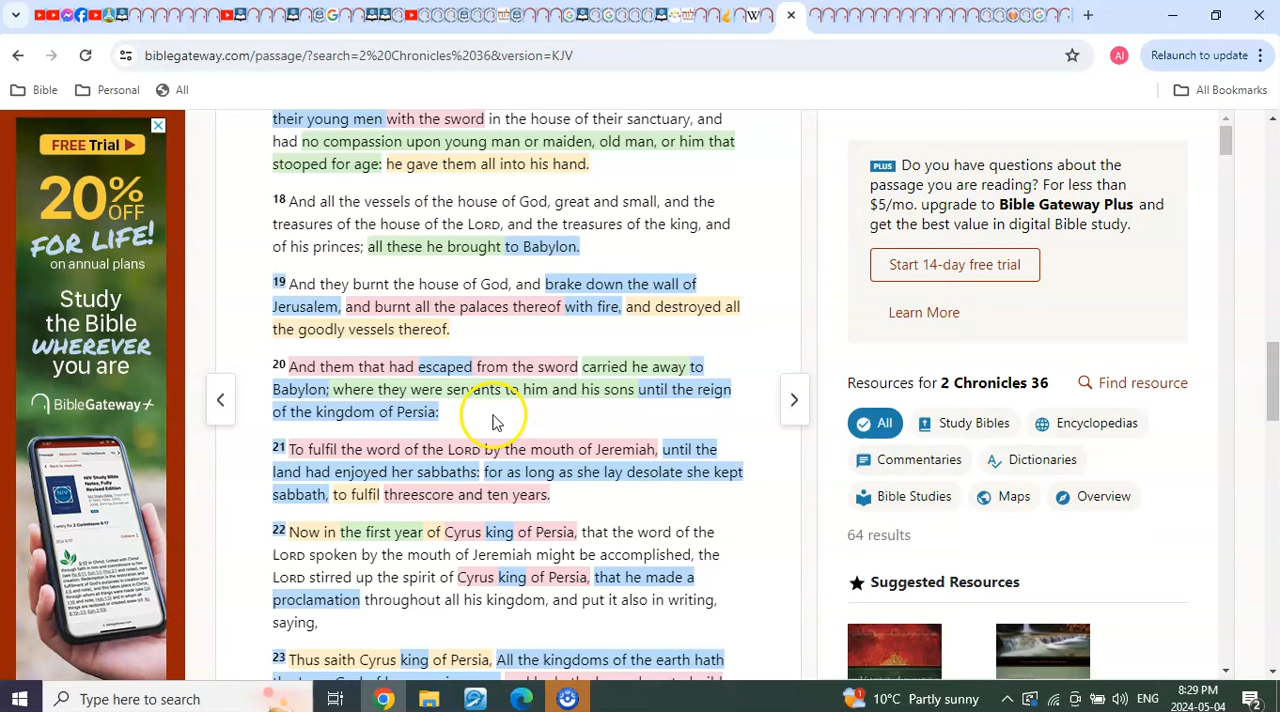 biblegateway.com/passage/?search=2%20Chronicles%2036&version=KJV
AI
Relaunch to update
Bible
Personal
All
All Bookmarks
FREE Trial
20% OFF
FOR LIFE!
on annual plans
Study
the Bible
WHEREVER
you are
BIBLEGATEWAY+
their young men with the sword in the house of their sanctuary, and
had no compassion upon young man or maiden, old man, or him that
stooped for age: he gave them all into his hand.
18 And all the vessels of the house of God, great and small, and the
treasures of the house of the LORD, and the treasures of the king, and
of his princes; all these he brought to Babylon.
19 And they burnt the house of God, and brake down the wall of
Jerusalem, and burnt all the palaces thereof with fire, and destroyed all
the goodly vessels thereof.
20 And them that had escaped from the sword carried he away to
Babylon; where they were servants to him and his sons until the reign
of the kingdom of Persia:
21 To fulfil the word of the LORD by the mouth of Jeremiah, until the
land had enjoyed her sabbaths: for as long as she lay desolate she kept
sabbath, to fulfil threescore and ten years.
22 Now in the first year of Cyrus king of Persia, that the word of the
LORD spoken by the mouth of Jeremiah might be accomplished, the
LORD stirred up the spirit of Cyrus king of Persia, that he made a
proclamation throughout all his kingdom, and put it also in writing,
saying,
23 Thus saith Cyrus king of Persia, All the kingdoms of the earth hath
PLUS Do you have questions about the
passage you are reading? For less than
$5/mo. upgrade to Bible Gateway Plus and
get the best value in digital Bible study.
Start 14-day free trial
Learn More
Resources for 2 Chronicles 36
Find resource
All
Study Bibles
Encyclopedias
Commentaries
Dictionaries
Bible Studies
Maps
Overview
64 results
Suggested Resources
Type here to search
10°C Partly sunny
ENG
8:29 PM
2024-05-04
2